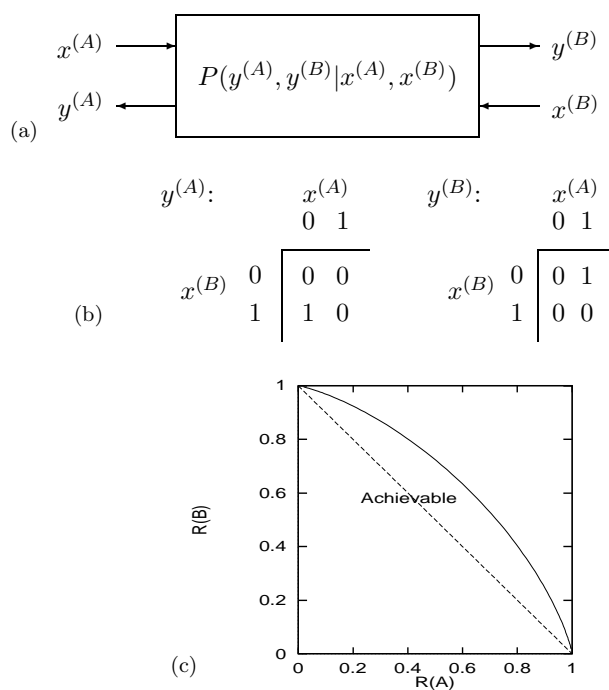 x^(A)
y^(A)
P(y^(A), y^(B)|x^(A), x^(B))
y^(B)
x^(B)
(a)
y^(A): x^(A)
0 1
x^(B) 0 0 0
1 1 0
y^(B): x^(A)
0 1
x^(B) 0 0 1
1 0 0
(b)
1
0.8
0.6
0.4
0.2
0
R(B)
Achievable
0 0.2 0.4 0.6 0.8 1
R(A)
(c)